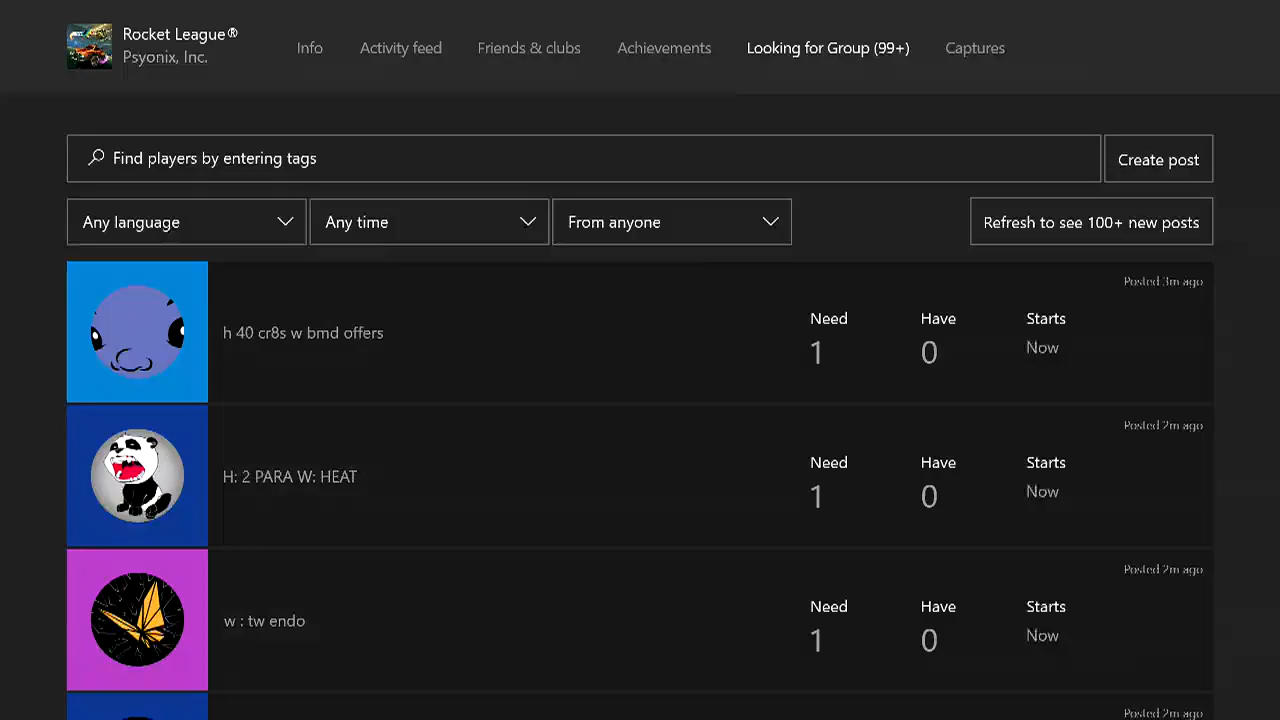 Rocket League®
Psyonix, Inc.
Info Activity feed Friends & clubs Achievements Looking for Group (99+) Captures
Find players by entering tags
Create post
Any language Any time From anyone
Refresh to see 100+ new posts
Posted 3m ago
h 40 cr8s w bmd offers
Need Have Starts
1 0 Now
Posted 2m ago
H: 2 PARA W: HEAT
Need Have Starts
1 0 Now
Posted 2m ago
w : tw endo
Need Have Starts
1 0 Now
Posted 2m ago